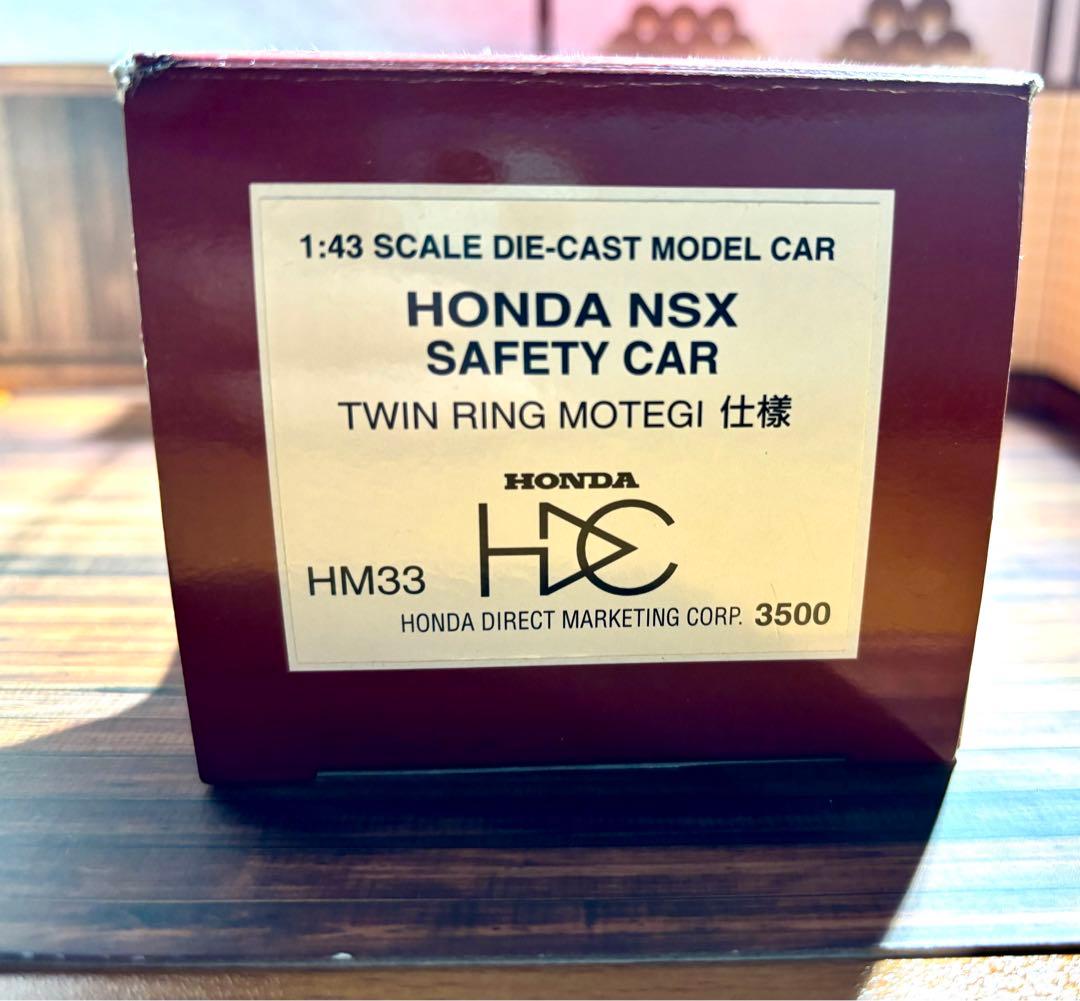 1:43 SCALE DIE-CAST MODEL CAR
HONDA NSX
SAFETY CAR
TWIN RING MOTEGI 仕樣
HONDA
HDC
HM33
HONDA DIRECT MARKETING CORP. 3500